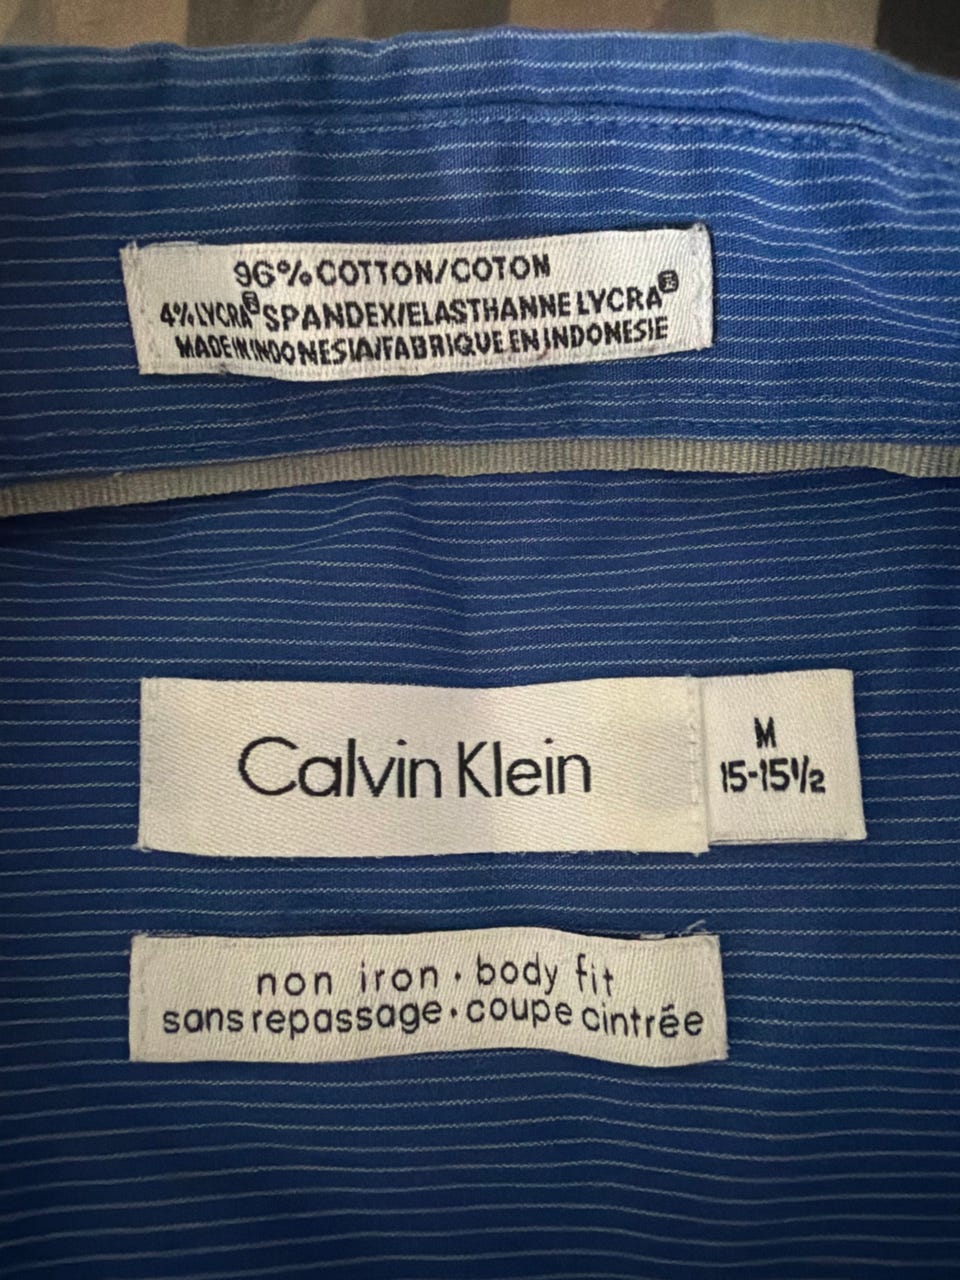 96% COTTON/COTON
4% LYCRA® SPANDEX/ELASTHANNE LYCRA®
MADE IN INDONESIA/FABRIQUE EN INDONESIE
Calvin Klein
M
15-15½
non iron · body fit
sans repassage · coupe cintrée